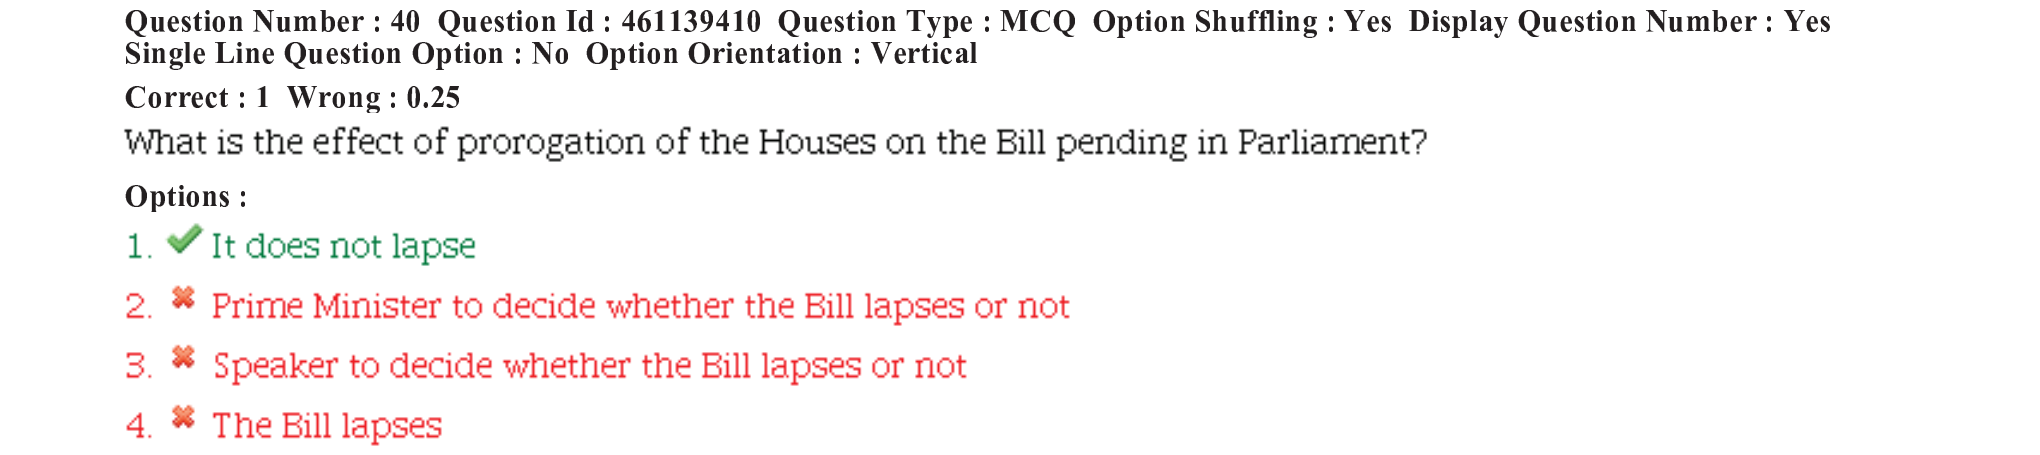 Question Number : 40 Question Id : 461139410 Question Type : MCQ Option Shuffling : Yes Display Question Number : Yes
Single Line Question Option : No Option Orientation : Vertical
Correct : 1 Wrong : 0.25
What is the effect of prorogation of the Houses on the Bill pending in Parliament?
Options :
1. It does not lapse
2. Prime Minister to decide whether the Bill lapses or not
3. Speaker to decide whether the Bill lapses or not
4. The Bill lapses